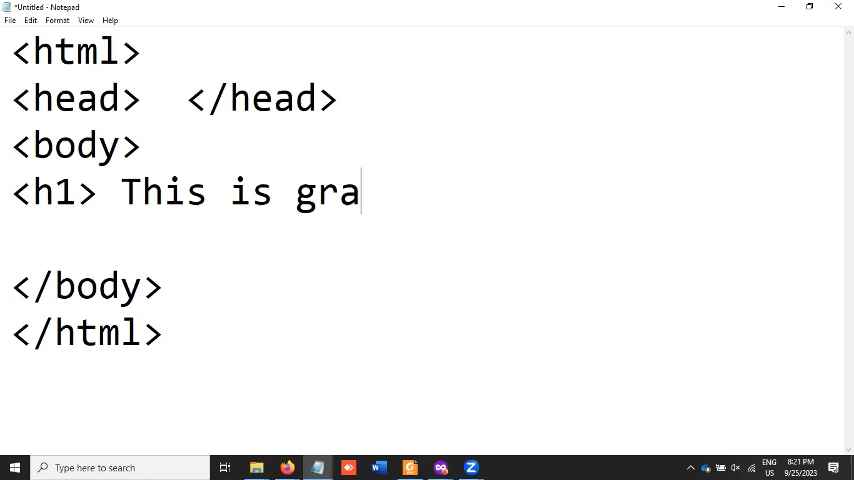 *Untitled - Notepad
File Edit Format View Help
<html>
<head>  </head>
<body>
<h1> This is gra
</body>
</html>
Type here to search
ENG
US
8:21 PM
9/25/2023